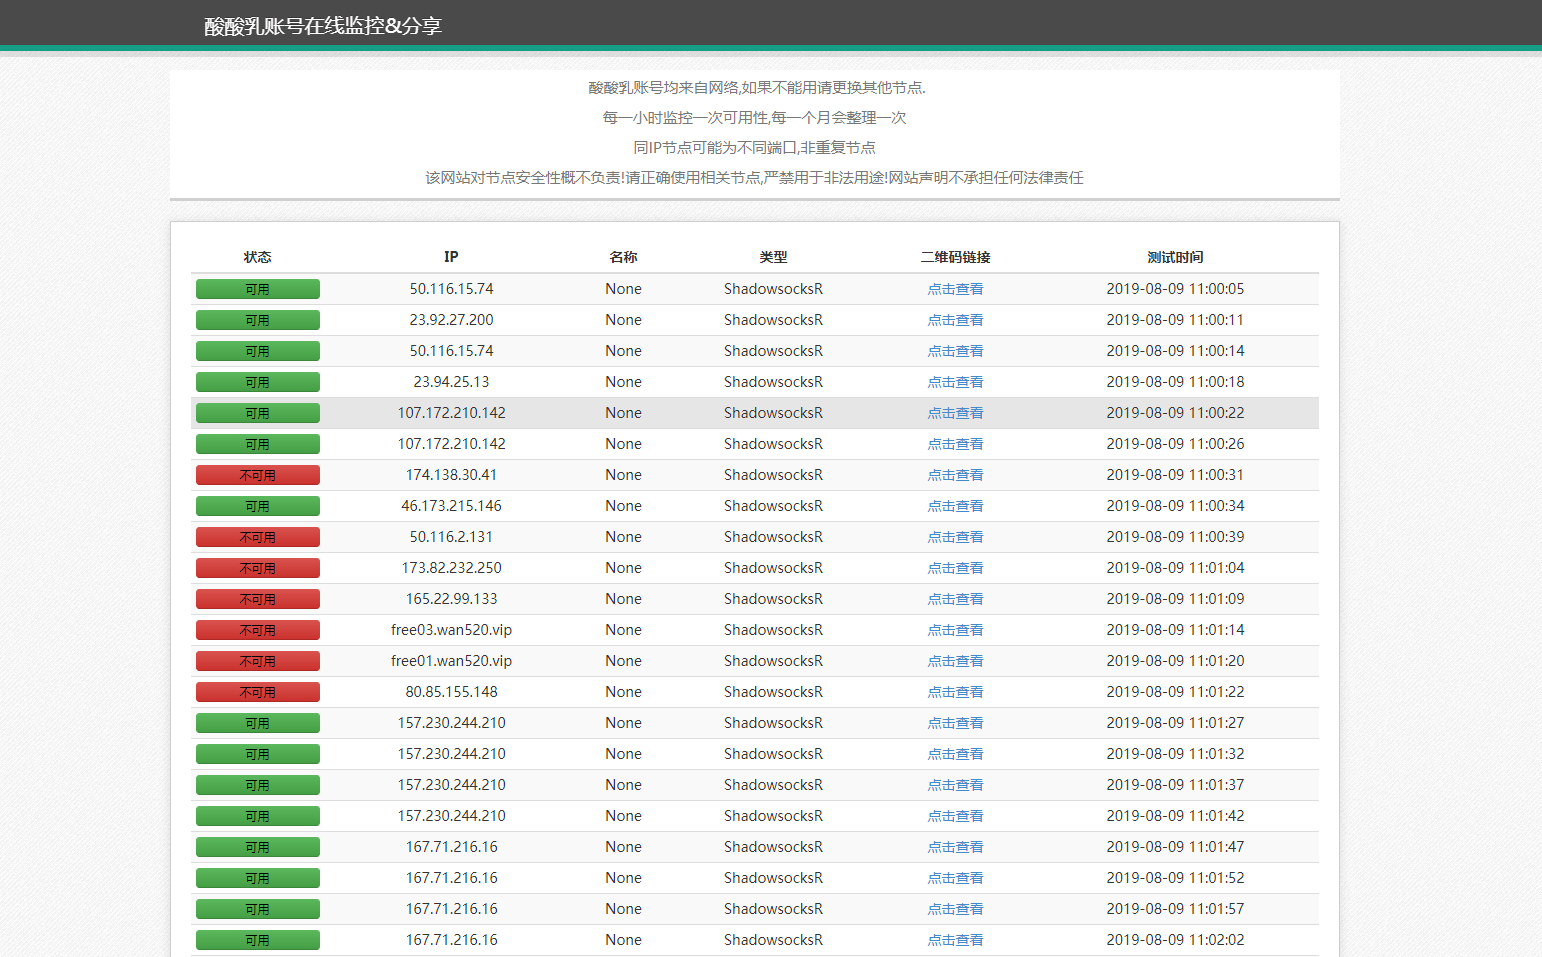 酸酸乳账号在线监控&分享
酸酸乳账号均来自网络,如果不能用请更换其他节点.
每一小时监控一次可用性,每一个月会整理一次
同IP节点可能为不同端口,非重复节点
该网站对节点安全性概不负责!请正确使用相关节点,严禁用于非法用途!网站声明不承担任何法律责任
状态 IP 名称 类型 二维码链接 测试时间
可用 50.116.15.74 None ShadowsocksR 点击查看 2019-08-09 11:00:05
可用 23.92.27.200 None ShadowsocksR 点击查看 2019-08-09 11:00:11
可用 50.116.15.74 None ShadowsocksR 点击查看 2019-08-09 11:00:14
可用 23.94.25.13 None ShadowsocksR 点击查看 2019-08-09 11:00:18
可用 107.172.210.142 None ShadowsocksR 点击查看 2019-08-09 11:00:22
可用 107.172.210.142 None ShadowsocksR 点击查看 2019-08-09 11:00:26
不可用 174.138.30.41 None ShadowsocksR 点击查看 2019-08-09 11:00:31
可用 46.173.215.146 None ShadowsocksR 点击查看 2019-08-09 11:00:34
不可用 50.116.2.131 None ShadowsocksR 点击查看 2019-08-09 11:00:39
不可用 173.82.232.250 None ShadowsocksR 点击查看 2019-08-09 11:01:04
不可用 165.22.99.133 None ShadowsocksR 点击查看 2019-08-09 11:01:09
不可用 free03.wan520.vip None ShadowsocksR 点击查看 2019-08-09 11:01:14
不可用 free01.wan520.vip None ShadowsocksR 点击查看 2019-08-09 11:01:20
不可用 80.85.155.148 None ShadowsocksR 点击查看 2019-08-09 11:01:22
可用 157.230.244.210 None ShadowsocksR 点击查看 2019-08-09 11:01:27
可用 157.230.244.210 None ShadowsocksR 点击查看 2019-08-09 11:01:32
可用 157.230.244.210 None ShadowsocksR 点击查看 2019-08-09 11:01:37
可用 157.230.244.210 None ShadowsocksR 点击查看 2019-08-09 11:01:42
可用 167.71.216.16 None ShadowsocksR 点击查看 2019-08-09 11:01:47
可用 167.71.216.16 None ShadowsocksR 点击查看 2019-08-09 11:01:52
可用 167.71.216.16 None ShadowsocksR 点击查看 2019-08-09 11:01:57
可用 167.71.216.16 None ShadowsocksR 点击查看 2019-08-09 11:02:02